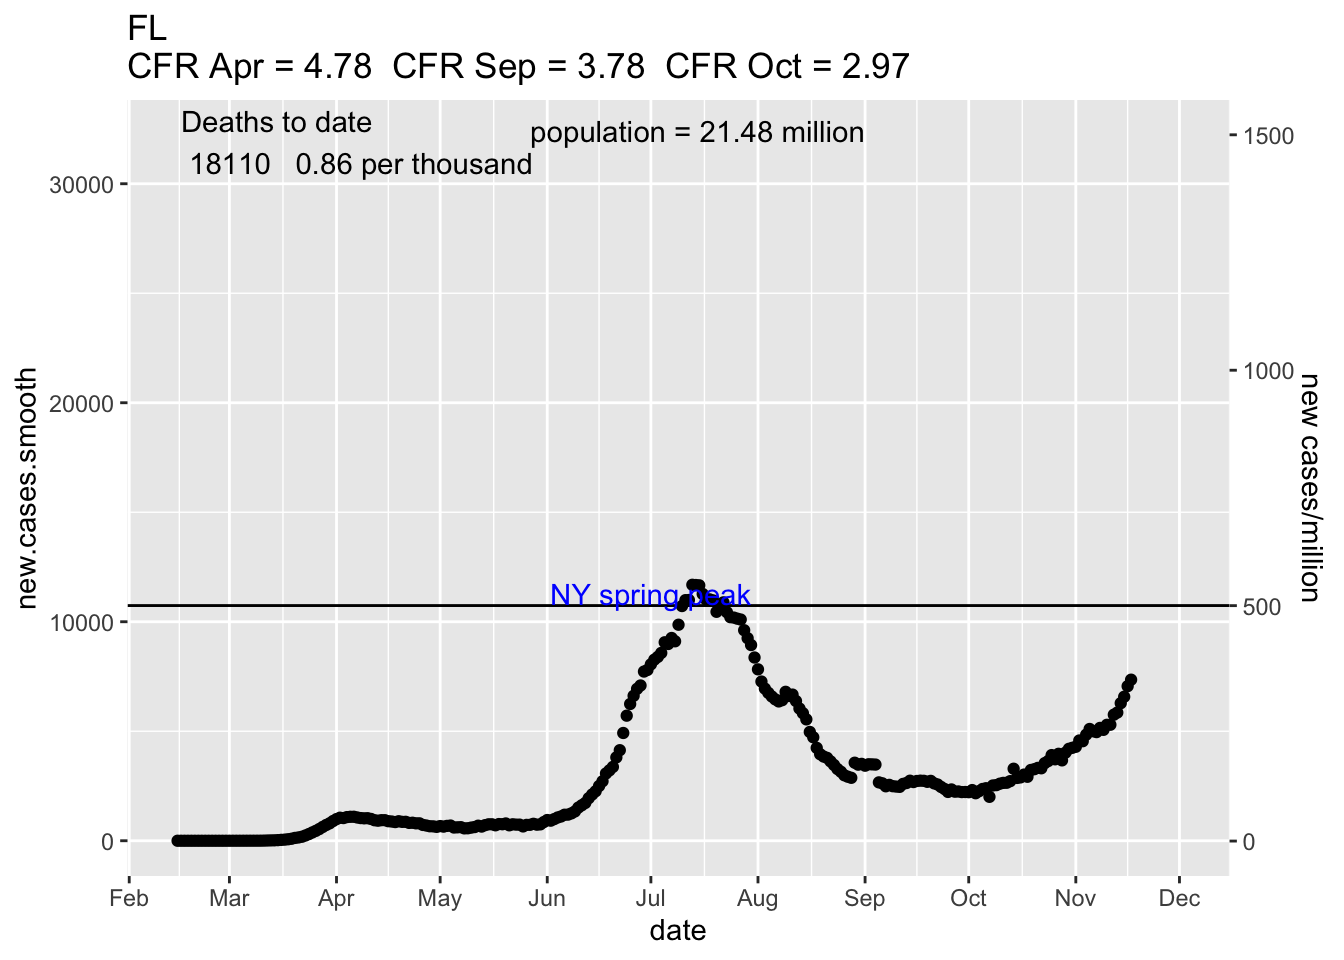 FL
CFR Apr = 4.78  CFR Sep = 3.78  CFR Oct = 2.97
Deaths to date
18110   0.86 per thousand
population = 21.48 million
NY spring peak
new.cases.smooth
30000
20000
10000
0
1500
1000
500
0
new cases/million
Feb Mar Apr May Jun Jul Aug Sep Oct Nov Dec
date